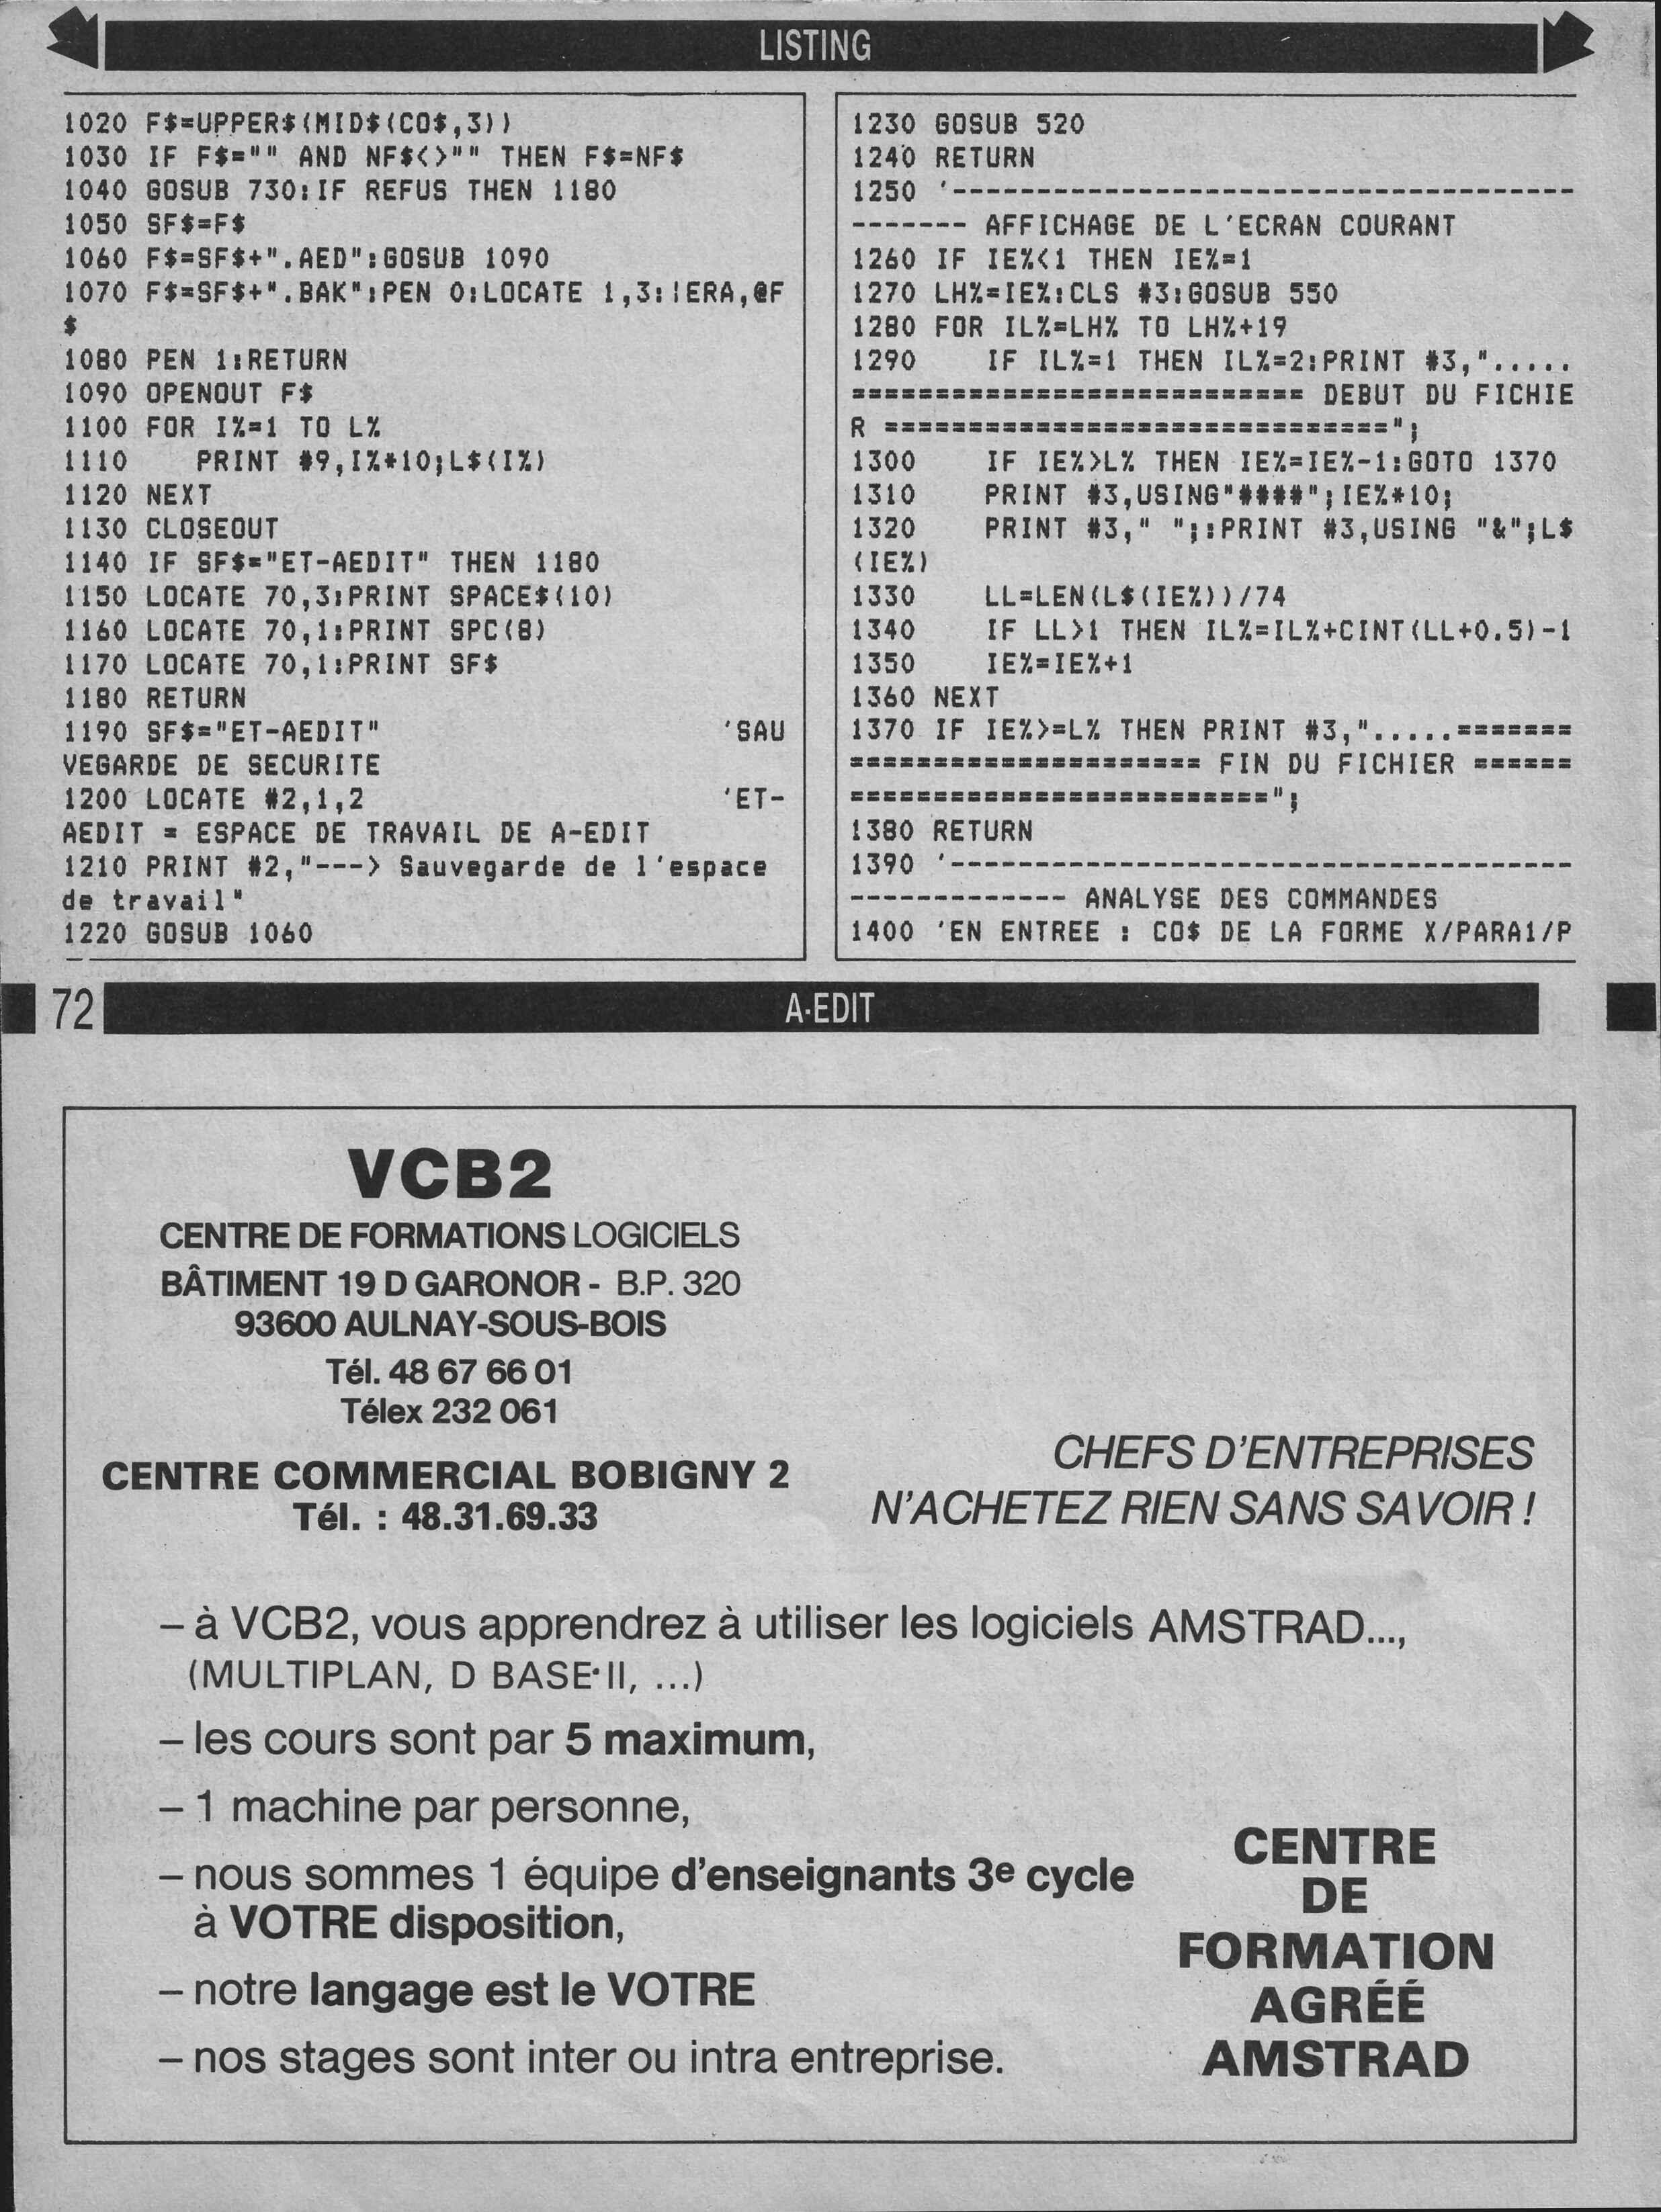 LISTING
1020 F$=UPPER$(MID$(CO$,3))
1030 IF F$="" AND NF$<>"" THEN F$=NF$
1040 GOSUB 730:IF REFUS THEN 1180
1050 SF$=F$
1060 F$=SF$+".AED":GOSUB 1090
1070 F$=SF$+".BAK":PEN 0:LOCATE 1,3:|ERA,@F
$
1080 PEN 1:RETURN
1090 OPENOUT F$
1100 FOR I%=1 TO L%
1110    PRINT #9,I%*10;L$(I%)
1120 NEXT
1130 CLOSEOUT
1140 IF SF$="ET-AEDIT" THEN 1180
1150 LOCATE 70,3:PRINT SPACE$(10)
1160 LOCATE 70,1:PRINT SPC(8)
1170 LOCATE 70,1:PRINT SF$
1180 RETURN
1190 SF$="ET-AEDIT"                    'SAU
VEGARDE DE SECURITE
1200 LOCATE #2,1,2                     'ET-
AEDIT = ESPACE DE TRAVAIL DE A-EDIT
1210 PRINT #2,"---> Sauvegarde de l'espace
de travail"
1220 GOSUB 1060
1230 GOSUB 520
1240 RETURN
1250 '-------------------------------------
------- AFFICHAGE DE L'ECRAN COURANT
1260 IF IE%<1 THEN IE%=1
1270 LH%=IE%:CLS #3:GOSUB 550
1280 FOR IL%=LH% TO LH%+19
1290    IF IL%=1 THEN IL%=2:PRINT #3,".....
=========================== DEBUT DU FICHIE
R ==============================";
1300    IF IE%>L% THEN IE%=IE%-1:GOTO 1370
1310    PRINT #3,USING"####";IE%*10;
1320    PRINT #3," ";:PRINT #3,USING "&";L$
(IE%)
1330    LL=LEN(L$(IE%))/74
1340    IF LL>1 THEN IL%=IL%+CINT(LL+0.5)-1
1350    IE%=IE%+1
1360 NEXT
1370 IF IE%>=L% THEN PRINT #3,".....=======
===================== FIN DU FICHIER ======
=========================";
1380 RETURN
1390 '-------------------------------------
------------- ANALYSE DES COMMANDES
1400 'EN ENTREE : CO$ DE LA FORME X/PARA1/P
72
A-EDIT
VCB2
CENTRE DE FORMATIONS LOGICIELS
BÂTIMENT 19 D GARONOR - B.P. 320
93600 AULNAY-SOUS-BOIS
Tél. 48 67 66 01
Télex 232 061
CENTRE COMMERCIAL BOBIGNY 2
Tél. : 48.31.69.33
CHEFS D'ENTREPRISES
N'ACHETEZ RIEN SANS SAVOIR !
– à VCB2, vous apprendrez à utiliser les logiciels AMSTRAD...,
(MULTIPLAN, D BASE II, ...)
– les cours sont par 5 maximum,
– 1 machine par personne,
– nous sommes 1 équipe d'enseignants 3e cycle
à VOTRE disposition,
– notre langage est le VOTRE
– nos stages sont inter ou intra entreprise.
CENTRE
DE
FORMATION
AGRÉÉ
AMSTRAD